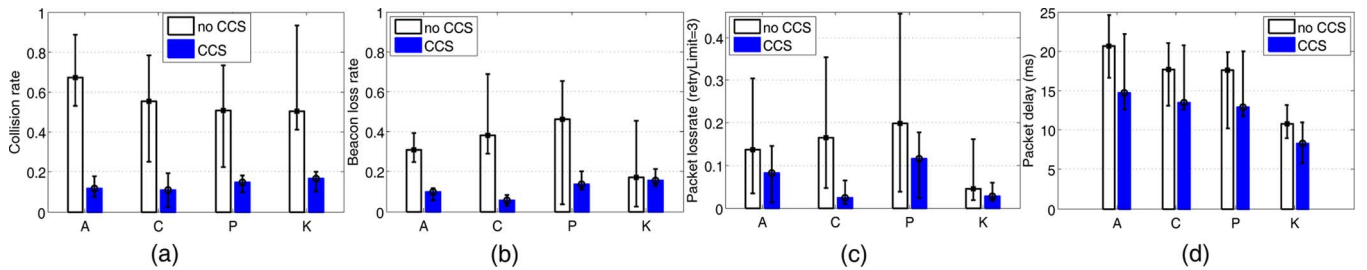 Collision rate
1
0.8
0.6
0.4
0.2
0
no CCS
CCS
A C P K
(a)
Beacon loss rate
1
0.8
0.6
0.4
0.2
0
no CCS
CCS
A C P K
(b)
Packet lossrate (retryLimit=3)
0.4
0.3
0.2
0.1
0
no CCS
CCS
A C P K
(c)
Packet delay (ms)
25
20
15
10
5
0
no CCS
CCS
A C P K
(d)